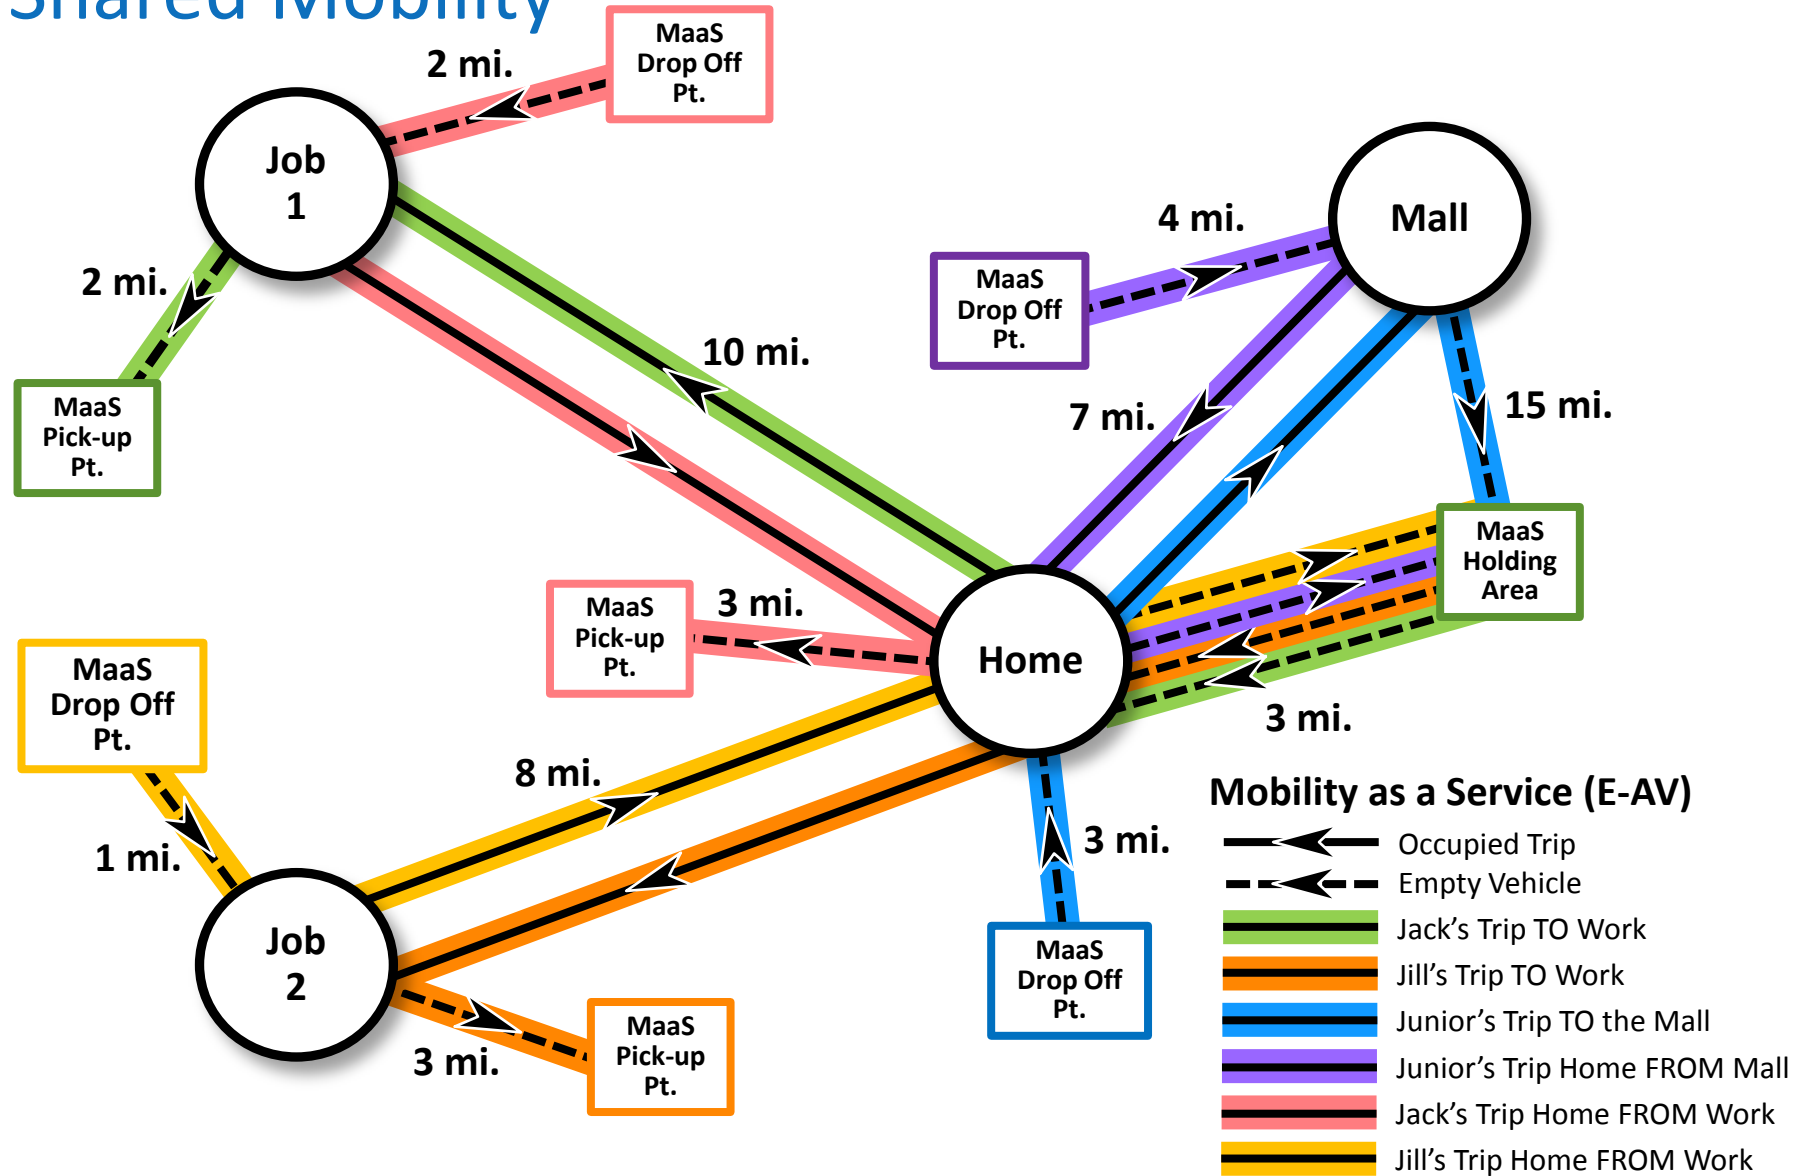 Shared Mobility
2 mi.
MaaS
Drop Off
Pt.
Job
1
Mall
4 mi.
2 mi.
MaaS
Drop Off
Pt.
10 mi.
7 mi.
15 mi.
MaaS
Pick-up
Pt.
MaaS
Holding
Area
MaaS
Pick-up
Pt.
3 mi.
Home
MaaS
Drop Off
Pt.
3 mi.
8 mi.
1 mi.
3 mi.
Job
2
MaaS
Drop Off
Pt.
MaaS
Pick-up
Pt.
3 mi.
Mobility as a Service (E-AV)
Occupied Trip
Empty Vehicle
Jack’s Trip TO Work
Jill’s Trip TO Work
Junior’s Trip TO the Mall
Junior’s Trip Home FROM Mall
Jack’s Trip Home FROM Work
Jill’s Trip Home FROM Work